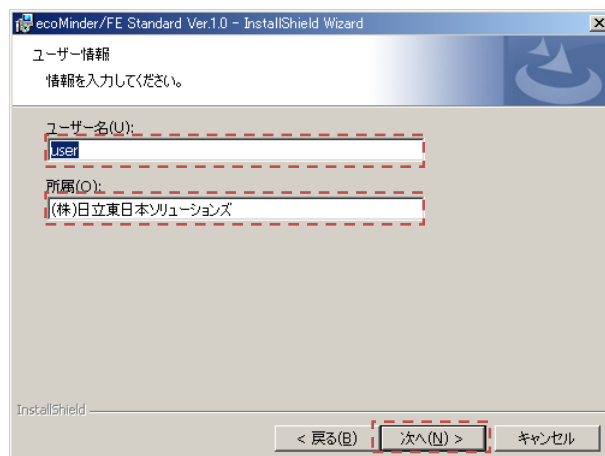 ecoMinder/FE Standard Ver.1.0 - InstallShield Wizard
ユーザー情報
情報を入力してください。
ユーザー名(U):
user
所属(O):
(株)日立東日本ソリューションズ
InstallShield
< 戻る(B)
次へ(N) >
キャンセル